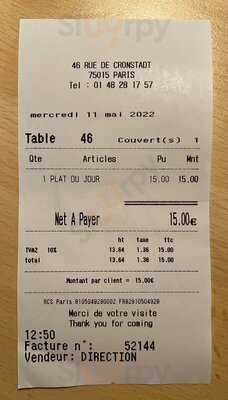 Sluurpy
46 RUE DE CRONSTADT
75015 PARIS
Tel : 01 48 28 17 57
mercredi 11 mai 2022
Table 46 Couvert(s) 1
Qte Articles Pu Mnt
1 PLAT DU JOUR 15.00 15.00
Net A Payer 15.00€
ht taxe ttc
TVA2 10% 13.64 1.36 15.00
total 13.64 1.36 15.00
Montant par client = 15.00€
RCS Paris
Merci de votre visite
Thank you for coming
12:50
Facture n°: 52144
Vendeur: DIRECTION